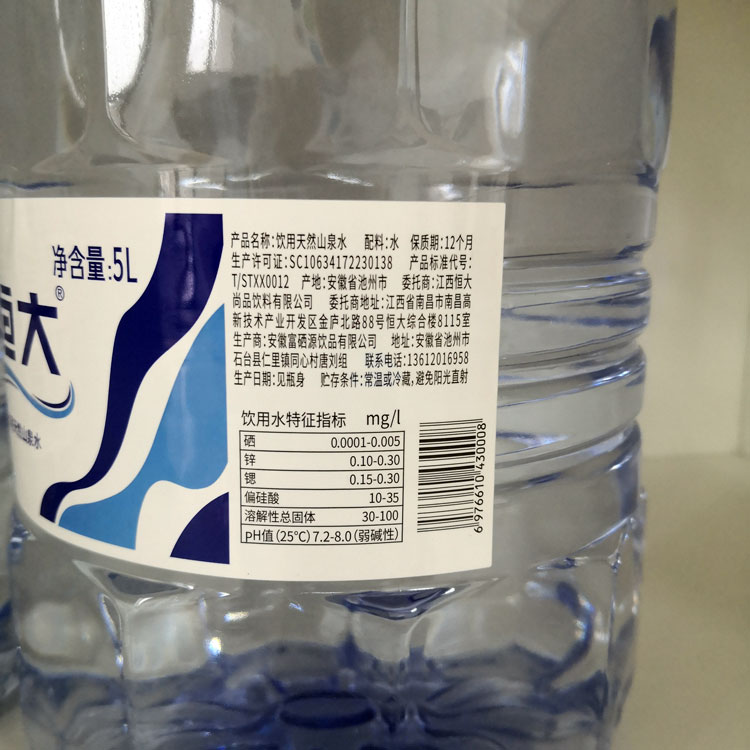 净含量:5L
恒大®
山泉水
产品名称:饮用天然山泉水 配料:水 保质期:12个月
生产许可证:SC10634172230138 产品标准代号:
T/STXX0012 产地:安徽省池州市 委托商:江西恒大
尚品饮料有限公司 委托商地址:江西省南昌市南昌高
新技术产业开发区金庐北路88号恒大综合楼8115室
生产商:安徽富硒源饮品有限公司 地址:安徽省池州市
石台县仁里镇同心村唐刘组 联系电话:13612016958
生产日期:见瓶身 贮存条件:常温或冷藏,避免阳光直射
饮用水特征指标 mg/l
硒 0.0001-0.005
锌 0.10-0.30
锶 0.15-0.30
偏硅酸 10-35
溶解性总固体 30-100
pH值(25℃) 7.2-8.0(弱碱性)
6 976610 430008